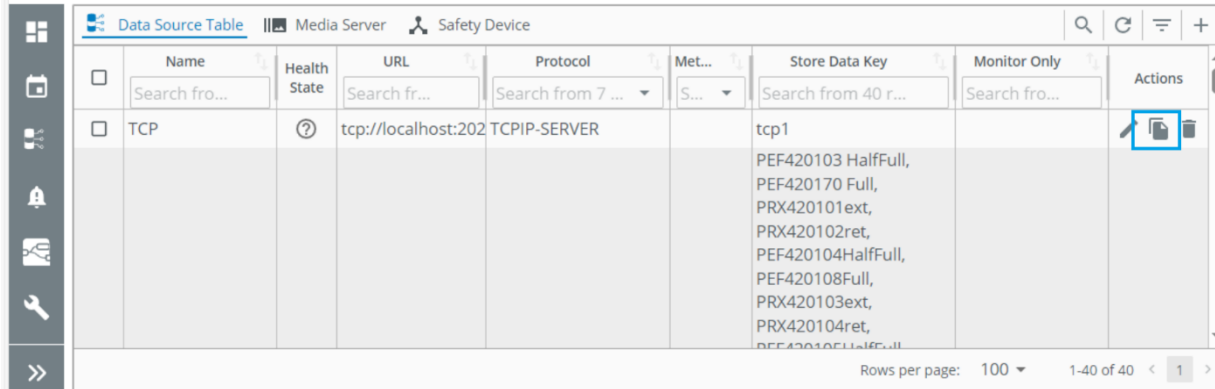 Data Source Table Media Server Safety Device
Name Health State URL Protocol Met... Store Data Key Monitor Only Actions
Search fro... Search fr... Search from 7 ... S... Search from 40 r... Search fro...
TCP tcp://localhost:202 TCPIP-SERVER tcp1
PEF420103 HalfFull,
PEF420170 Full,
PRX420101ext,
PRX420102ret,
PEF420104HalfFull,
PEF420108Full,
PRX420103ext,
PRX420104ret,
PEF420105HalfFull
Rows per page: 100 1-40 of 40 1